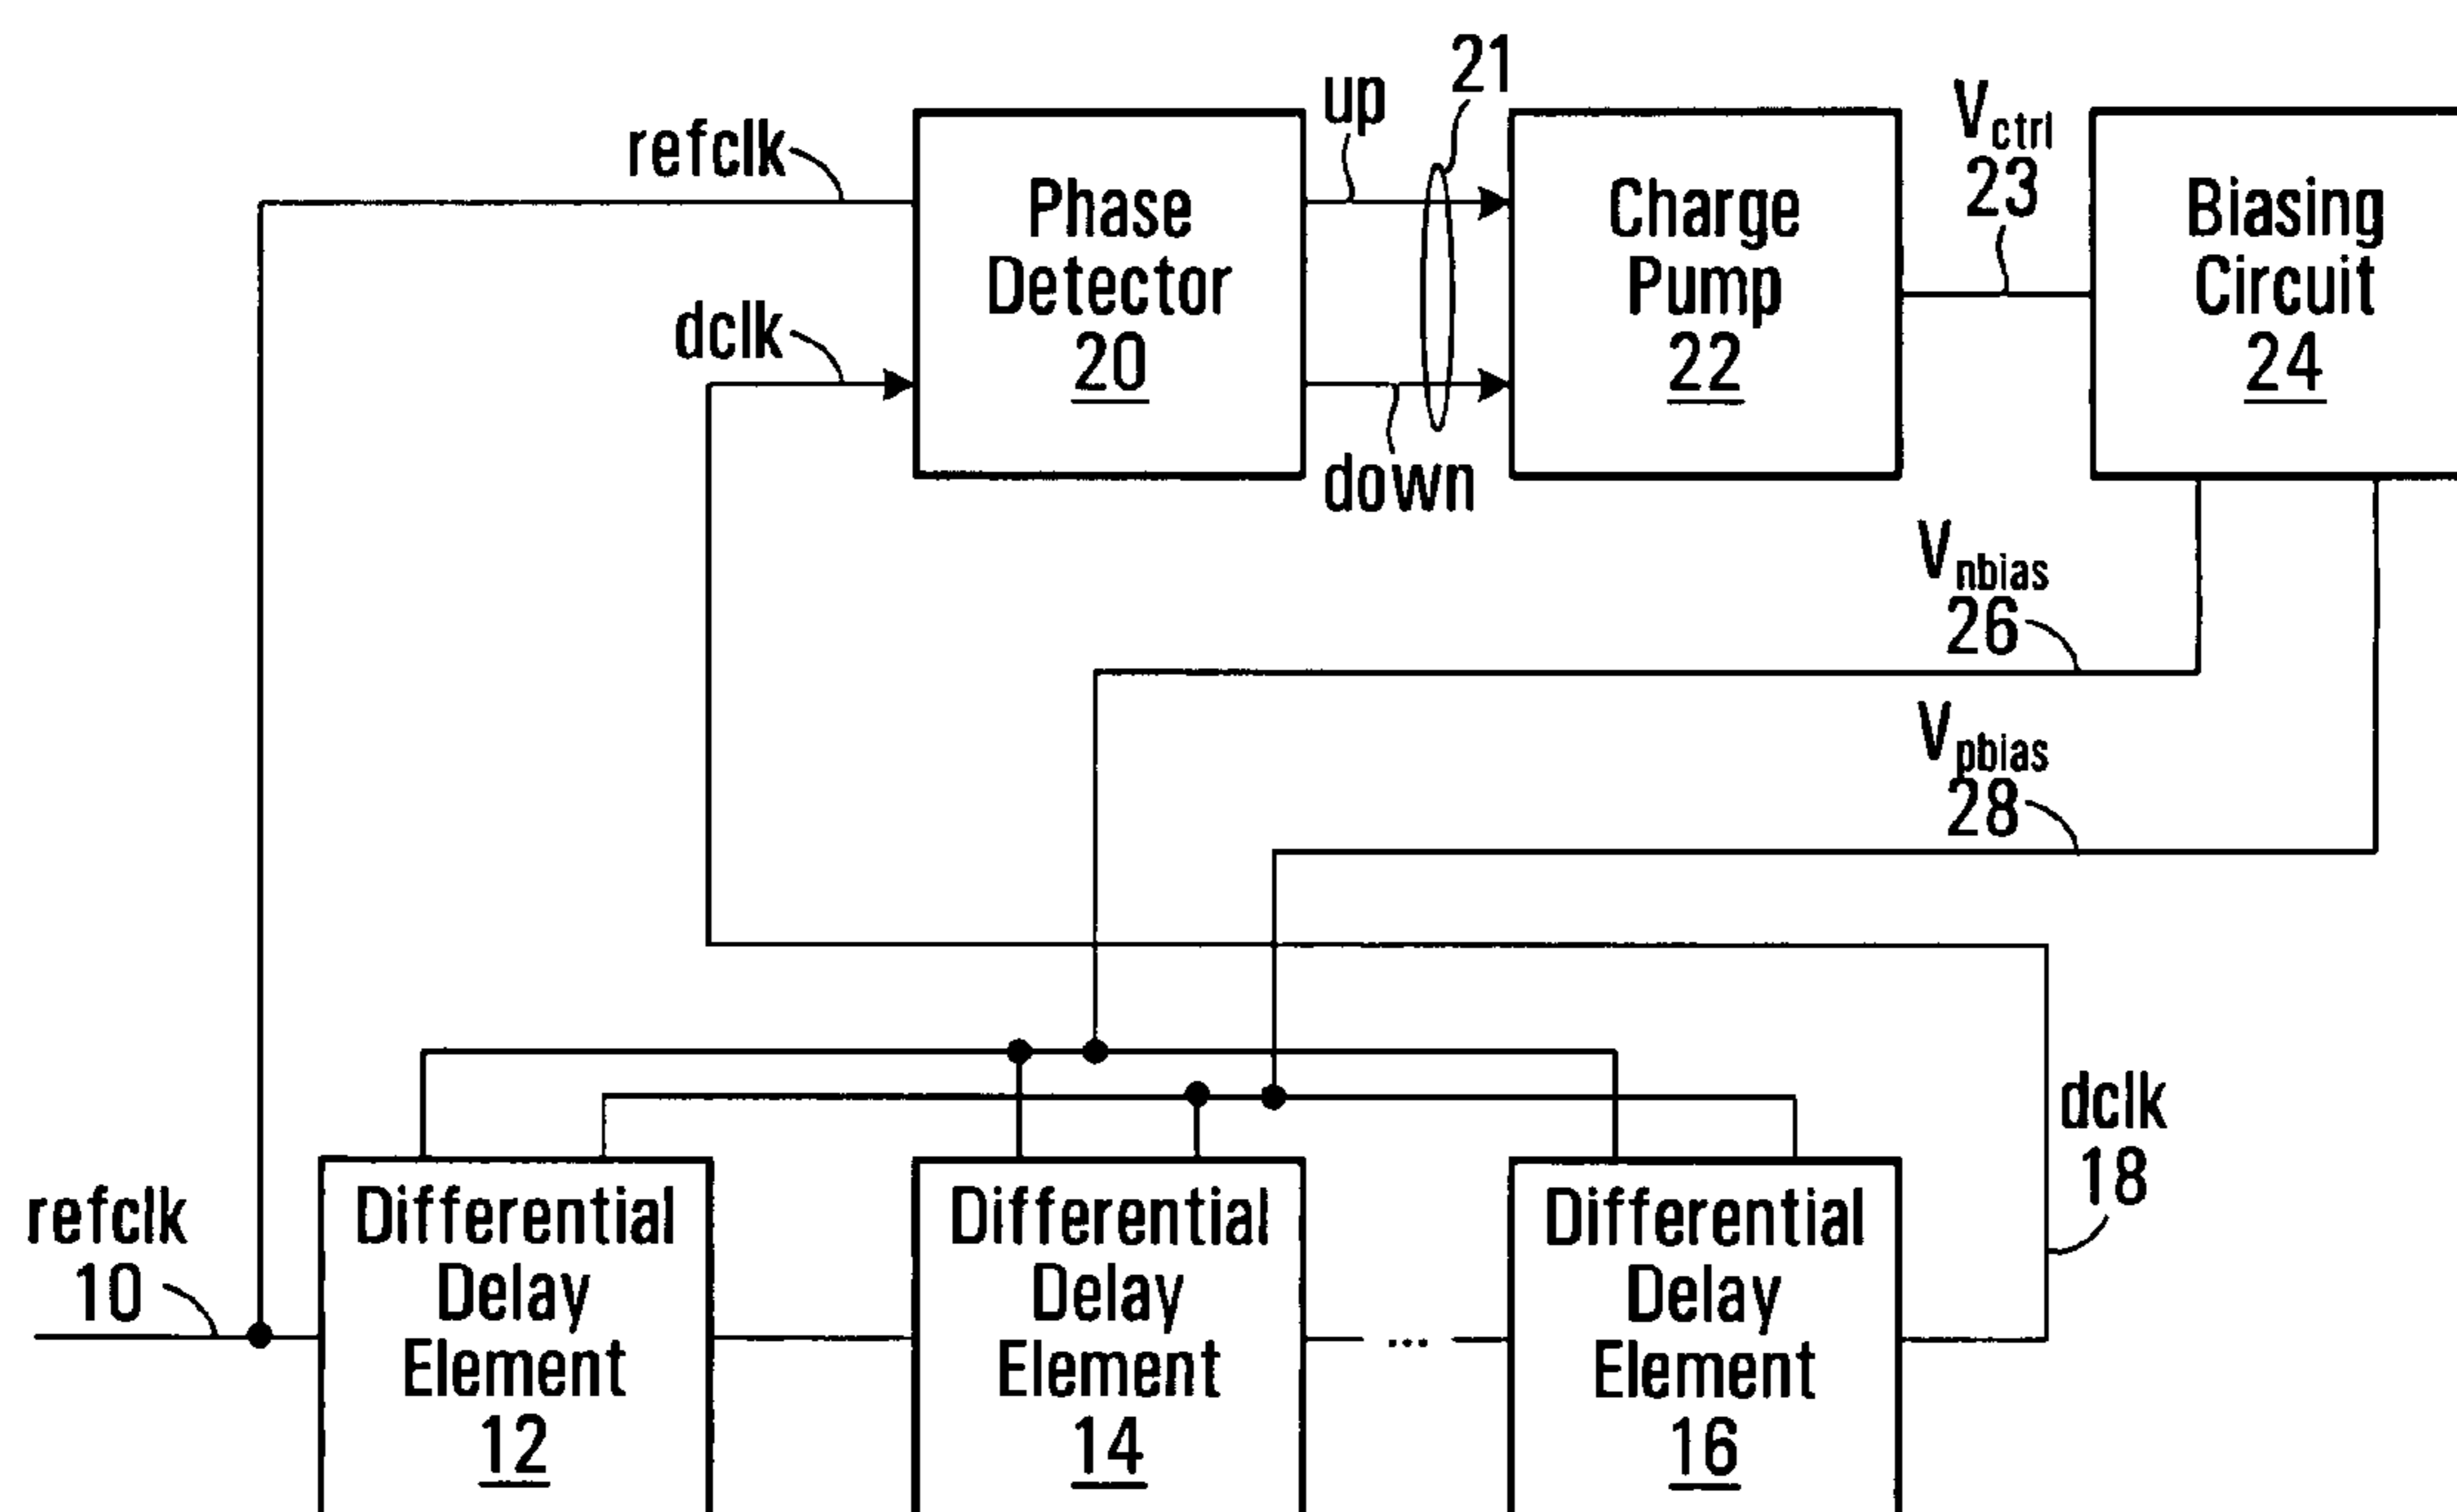 21
up
refclk
Phase
Detector
20
dclk
down
Charge
Pump
22
Vctrl
23
Biasing
Circuit
24
Vnbias
26
Vpbias
28
dclk
18
refclk
10
Differential
Delay
Element
12
Differential
Delay
Element
14
...
Differential
Delay
Element
16